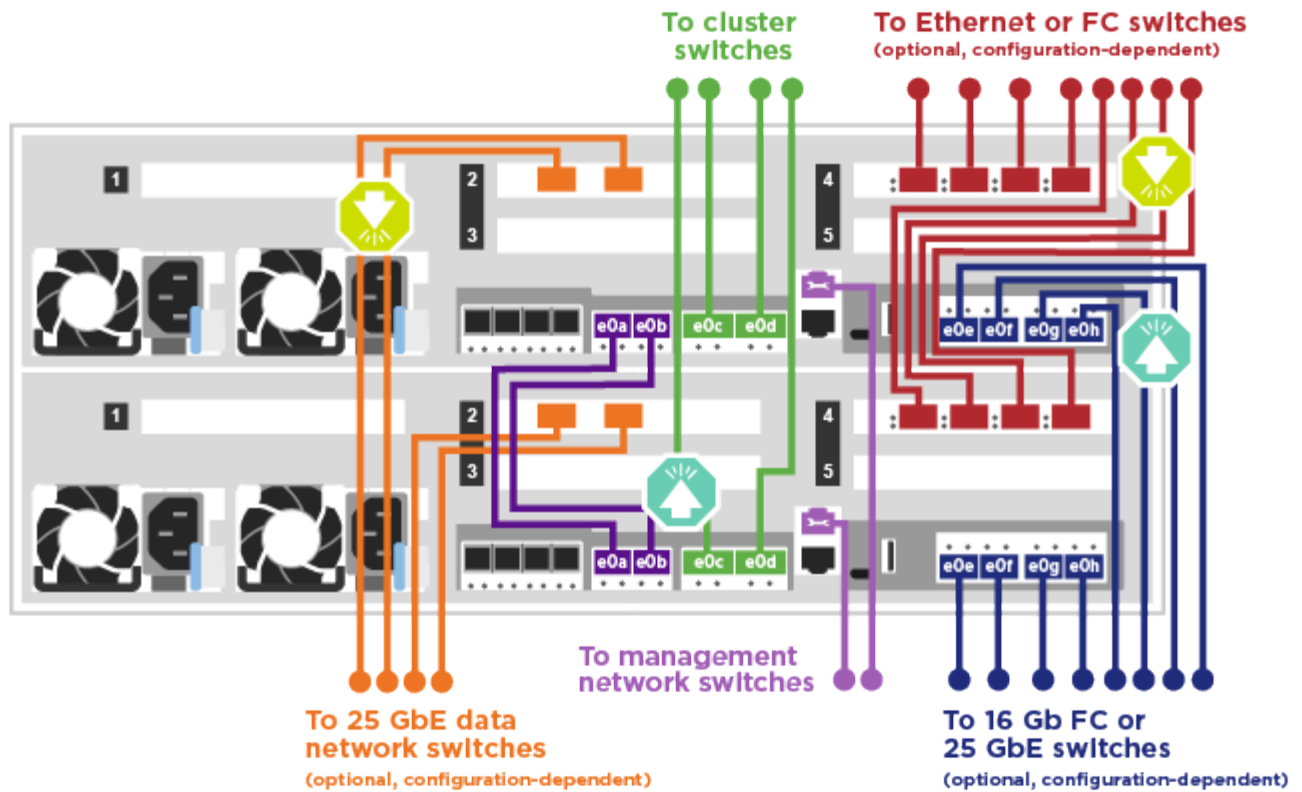 To cluster
switches
To Ethernet or FC switches
(optional, configuration-dependent)
1
2
3
4
5
e0a
e0b
e0c
e0d
e0e
e0f
e0g
e0h
1
2
3
4
5
e0a
e0b
e0c
e0d
e0e
e0f
e0g
e0h
To management
network switches
To 25 GbE data
network switches
(optional, configuration-dependent)
To 16 Gb FC or
25 GbE switches
(optional, configuration-dependent)